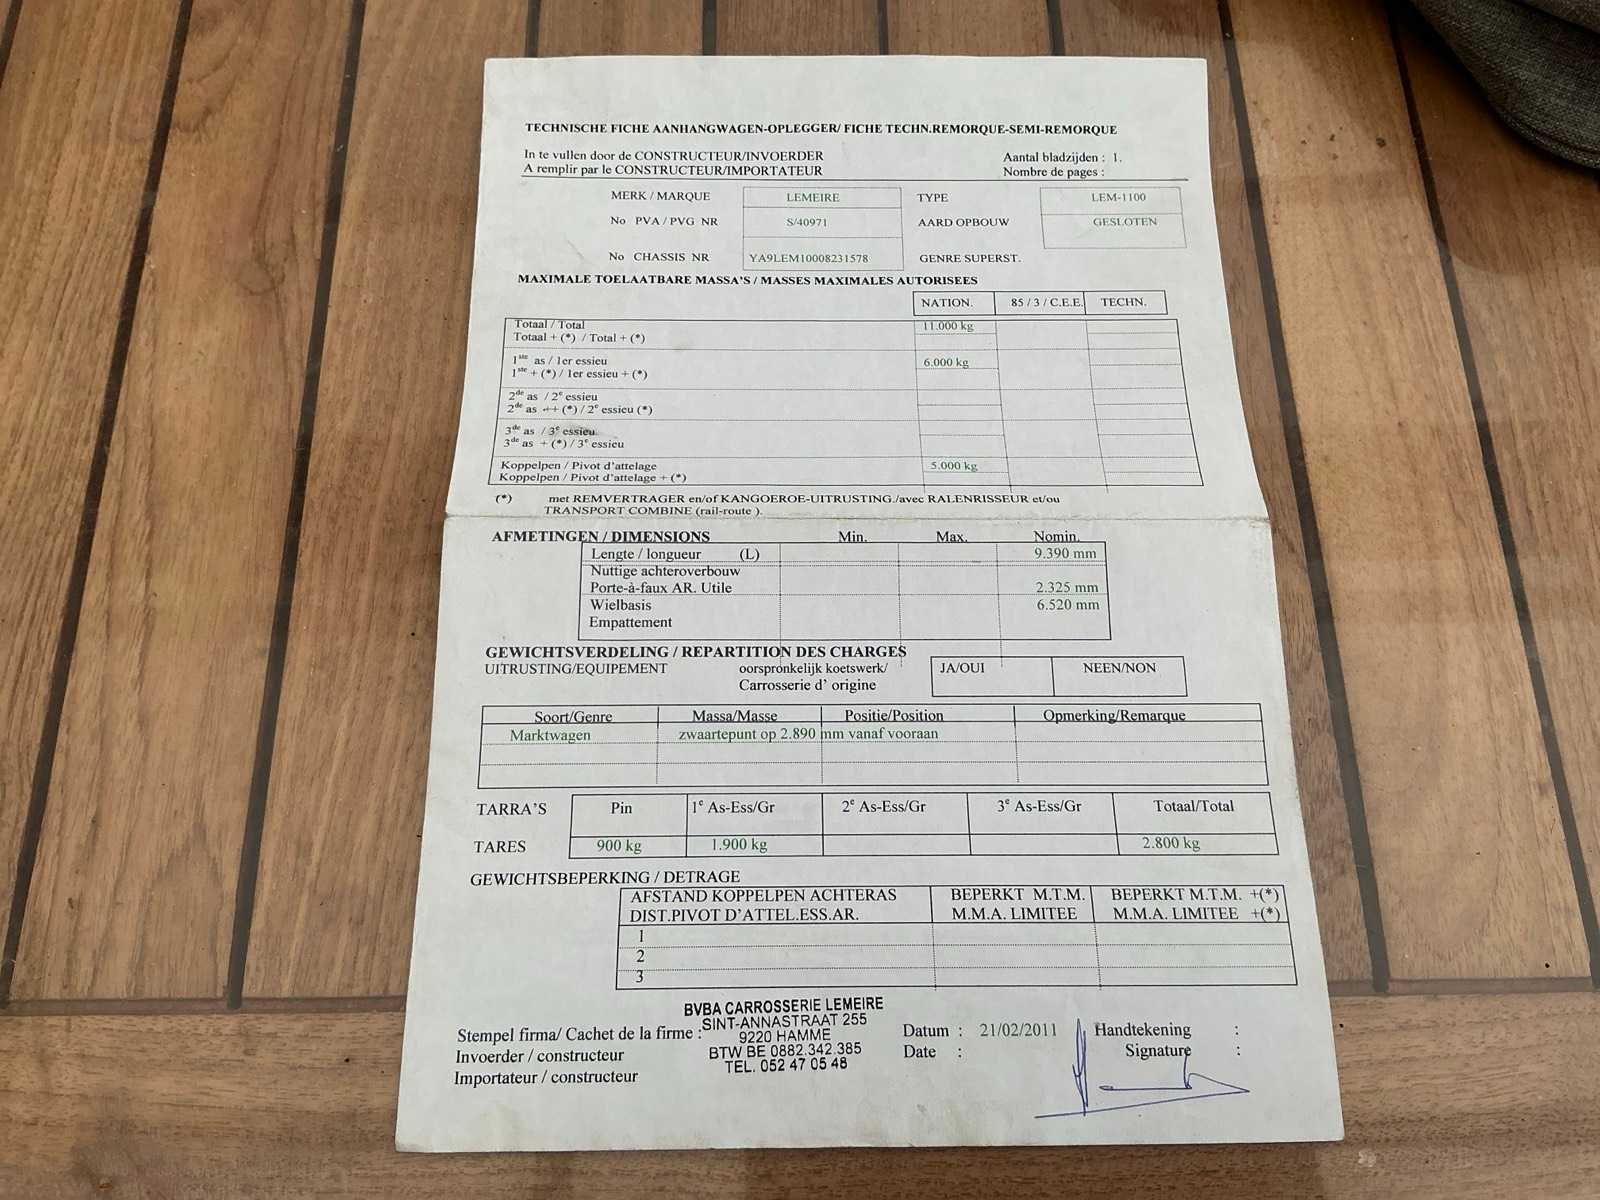 TECHNISCHE FICHE AANHANGWAGEN-OPLEGGER/ FICHE TECHN.REMORQUE-SEMI-REMORQUE
In te vullen door de CONSTRUCTEUR/INVOERDER Aantal bladzijden : 1.
A remplir par le CONSTRUCTEUR/IMPORTATEUR Nombre de pages :
MERK / MARQUE LEMEIRE TYPE LEM-1100
No PVA / PVG NR S/40971 AARD OPBOUW GESLOTEN
No CHASSIS NR YA9LEM10008231578 GENRE SUPERST.
MAXIMALE TOELAATBARE MASSA'S / MASSES MAXIMALES AUTORISEES
NATION. 85 / 3 / C.E.E. TECHN.
Totaal / Total 11.000 kg
Totaal + (*) / Total + (*)
1ste as / 1er essieu 6.000 kg
1ste + (*) / 1er essieu + (*)
2de as / 2e essieu
2de as ++ (*) / 2e essieu (*)
3de as / 3e essieu
3de as + (*) / 3e essieu
Koppelpen / Pivot d'attelage 5.000 kg
Koppelpen / Pivot d'attelage + (*)
(*) met REMVERTRAGER en/of KANGOEROE-UITRUSTING./avec RALENRISSEUR et/ou
TRANSPORT COMBINE (rail-route ).
AFMETINGEN / DIMENSIONS Min. Max. Nomin.
Lengte / longueur (L) 9.390 mm
Nuttige achteroverbouw
Porte-à-faux AR. Utile 2.325 mm
Wielbasis 6.520 mm
Empattement
GEWICHTSVERDELING / REPARTITION DES CHARGES
UITRUSTING/EQUIPEMENT oorspronkelijk koetswerk/ JA/OUI NEEN/NON
Carrosserie d' origine
Soort/Genre Massa/Masse Positie/Position Opmerking/Remarque
Marktwagen zwaartepunt op 2.890 mm vanaf vooraan
TARRA'S Pin 1e As-Ess/Gr 2e As-Ess/Gr 3e As-Ess/Gr Totaal/Total
TARES 900 kg 1.900 kg 2.800 kg
GEWICHTSBEPERKING / DETRAGE
AFSTAND KOPPELPEN ACHTERAS BEPERKT M.T.M. BEPERKT M.T.M. +(*)
DIST.PIVOT D'ATTEL.ESS.AR. M.M.A. LIMITEE M.M.A. LIMITEE +(*)
1
2
3
BVBA CARROSSERIE LEMEIRE
SINT-ANNASTRAAT 255
9220 HAMME
BTW BE 0882.342.385
TEL. 052 47 05 48
Stempel firma/ Cachet de la firme : Datum : 21/02/2011 Handtekening :
Invoerder / constructeur Date : Signature :
Importateur / constructeur